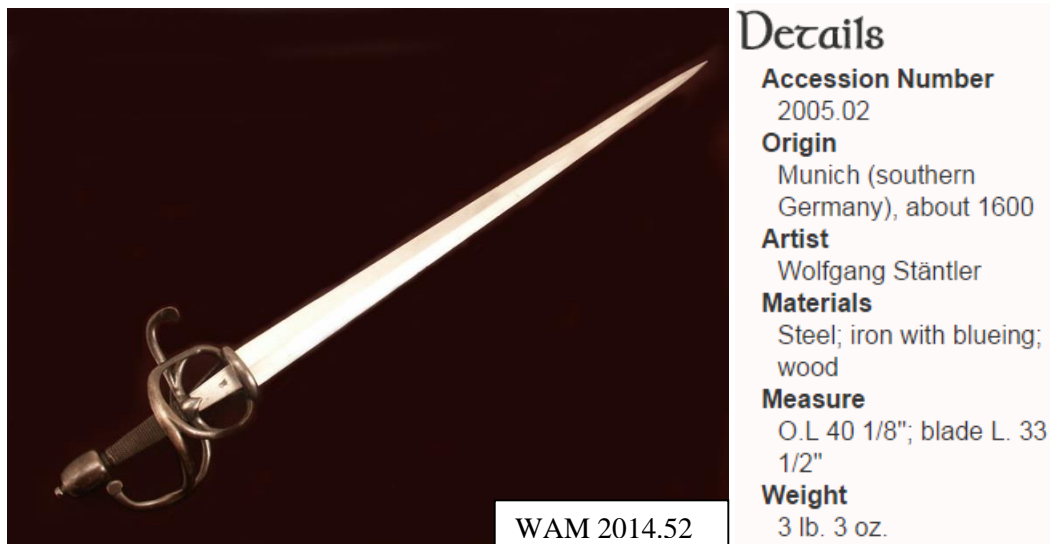 Details
Accession Number
2005.02
Origin
Munich (southern
Germany), about 1600
Artist
Wolfgang Stäntler
Materials
Steel; iron with blueing;
wood
Measure
O.L 40 1/8"; blade L. 33
1/2"
Weight
3 lb. 3 oz.
WAM 2014.52